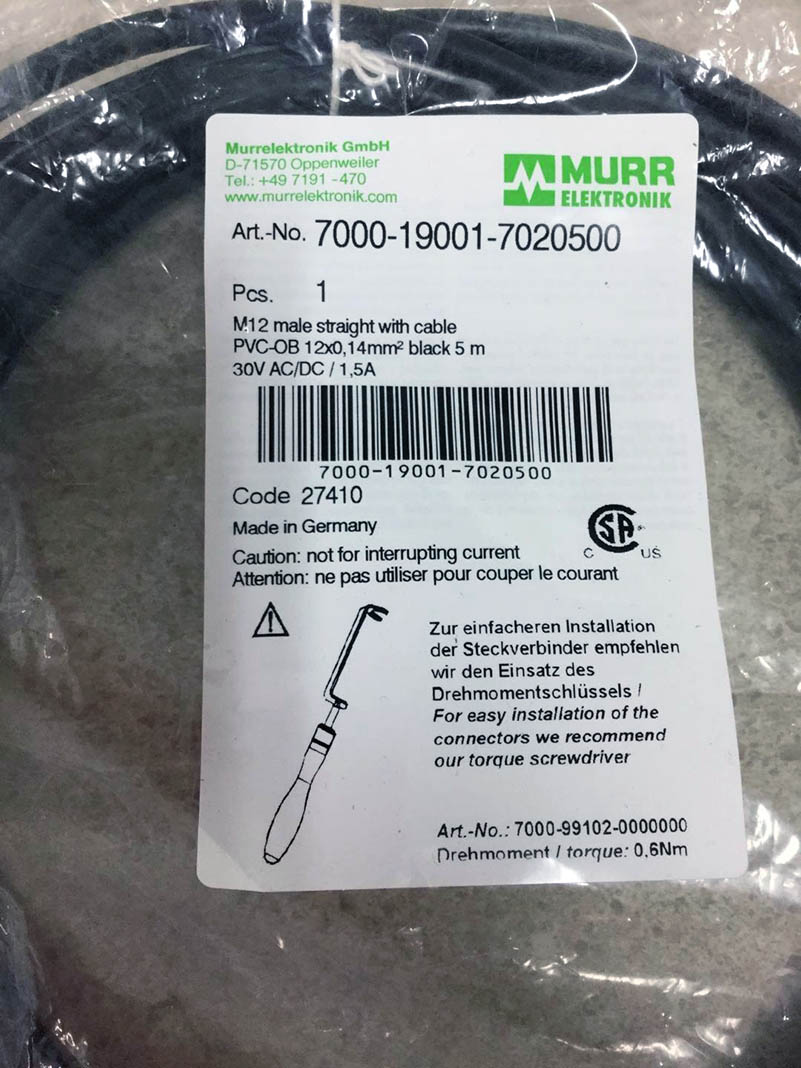 Murrelektronik GmbH
D-71570 Oppenweiler
Tel.: +49 7191 -470
www.murrelektronik.com
MURR
ELEKTRONIK
Art.-No. 7000-19001-7020500
Pcs. 1
M12 male straight with cable
PVC-OB 12x0,14mm² black 5 m
30V AC/DC / 1,5A
7000-19001-7020500
Code 27410
Made in Germany
Caution: not for interrupting current
Attention: ne pas utiliser pour couper le courant
C SA US
Zur einfacheren Installation
der Steckverbinder empfehlen
wir den Einsatz des
Drehmomentschlüssels /
For easy installation of the
connectors we recommend
our torque screwdriver
Art.-No.: 7000-99102-0000000
Drehmoment / torque: 0,6Nm